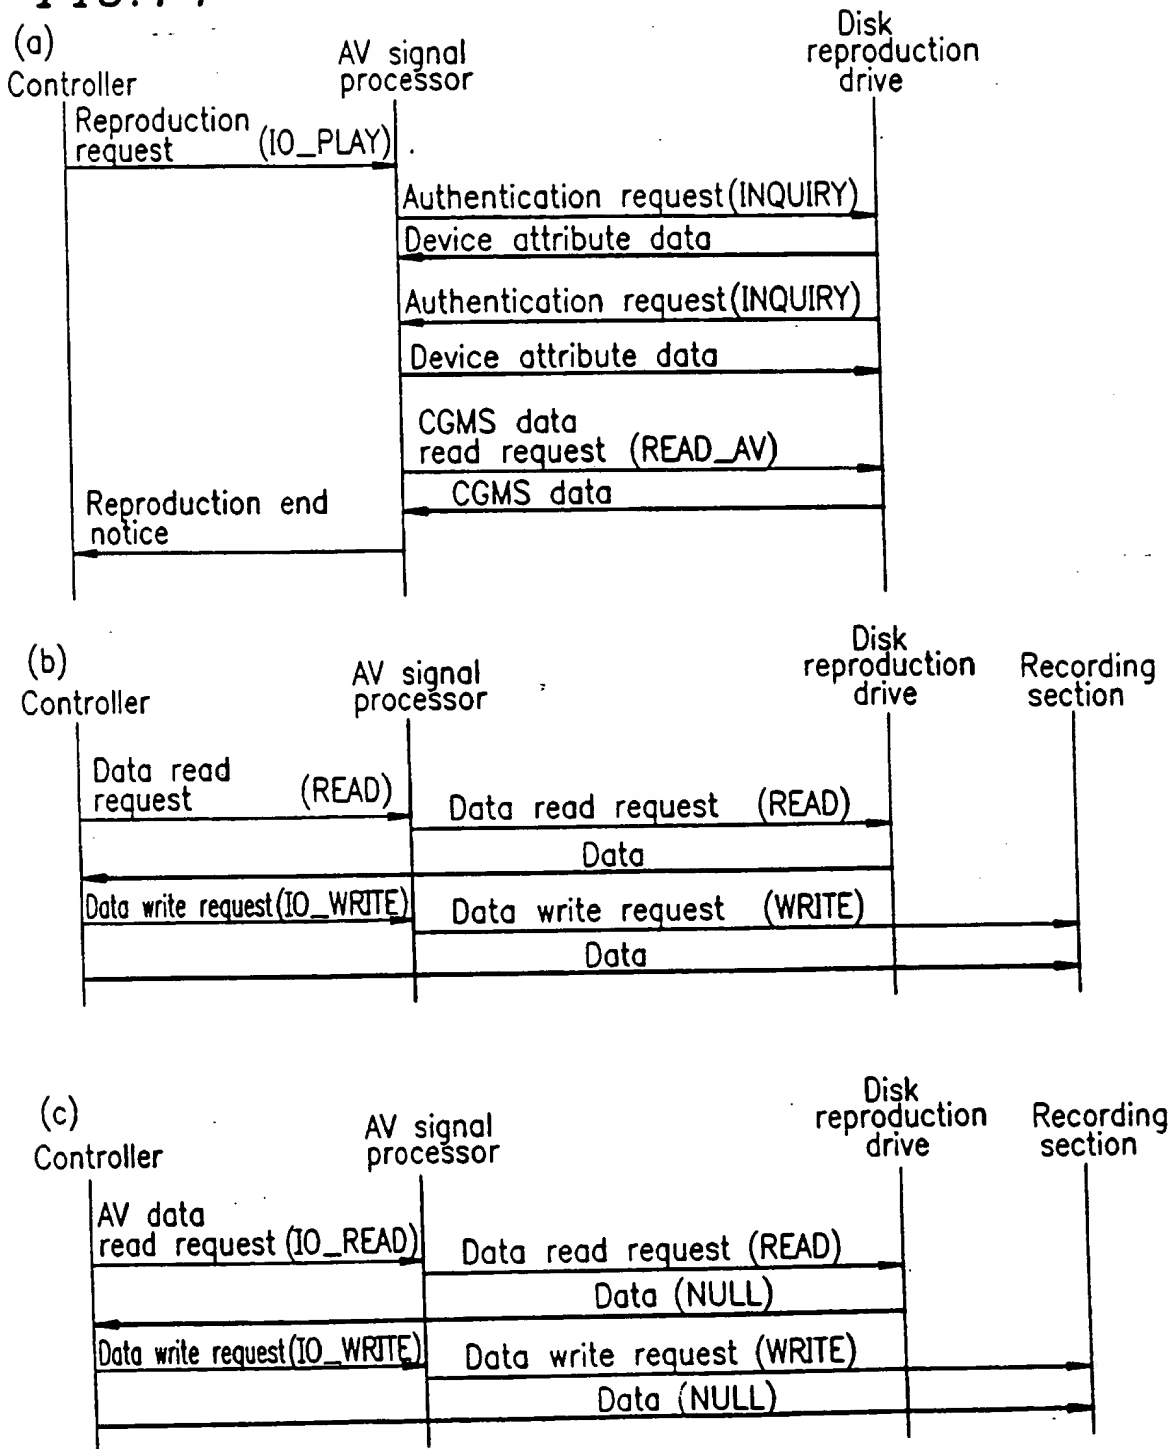 (a)
Controller
AV signal
processor
Disk
reproduction
drive
Reproduction
request (IO_PLAY)
Authentication request(INQUIRY)
Device attribute data
Authentication request(INQUIRY)
Device attribute data
CGMS data
read request (READ_AV)
CGMS data
Reproduction end
notice
(b)
Controller
AV signal
processor
Disk
reproduction
drive
Recording
section
Data read
request (READ)
Data read request (READ)
Data
Data write request(IO_WRITE)
Data write request (WRITE)
Data
(c)
Controller
AV signal
processor
Disk
reproduction
drive
Recording
section
AV data
read request(IO_READ)
Data read request (READ)
Data (NULL)
Data write request(IO_WRITE)
Data write request (WRITE)
Data (NULL)